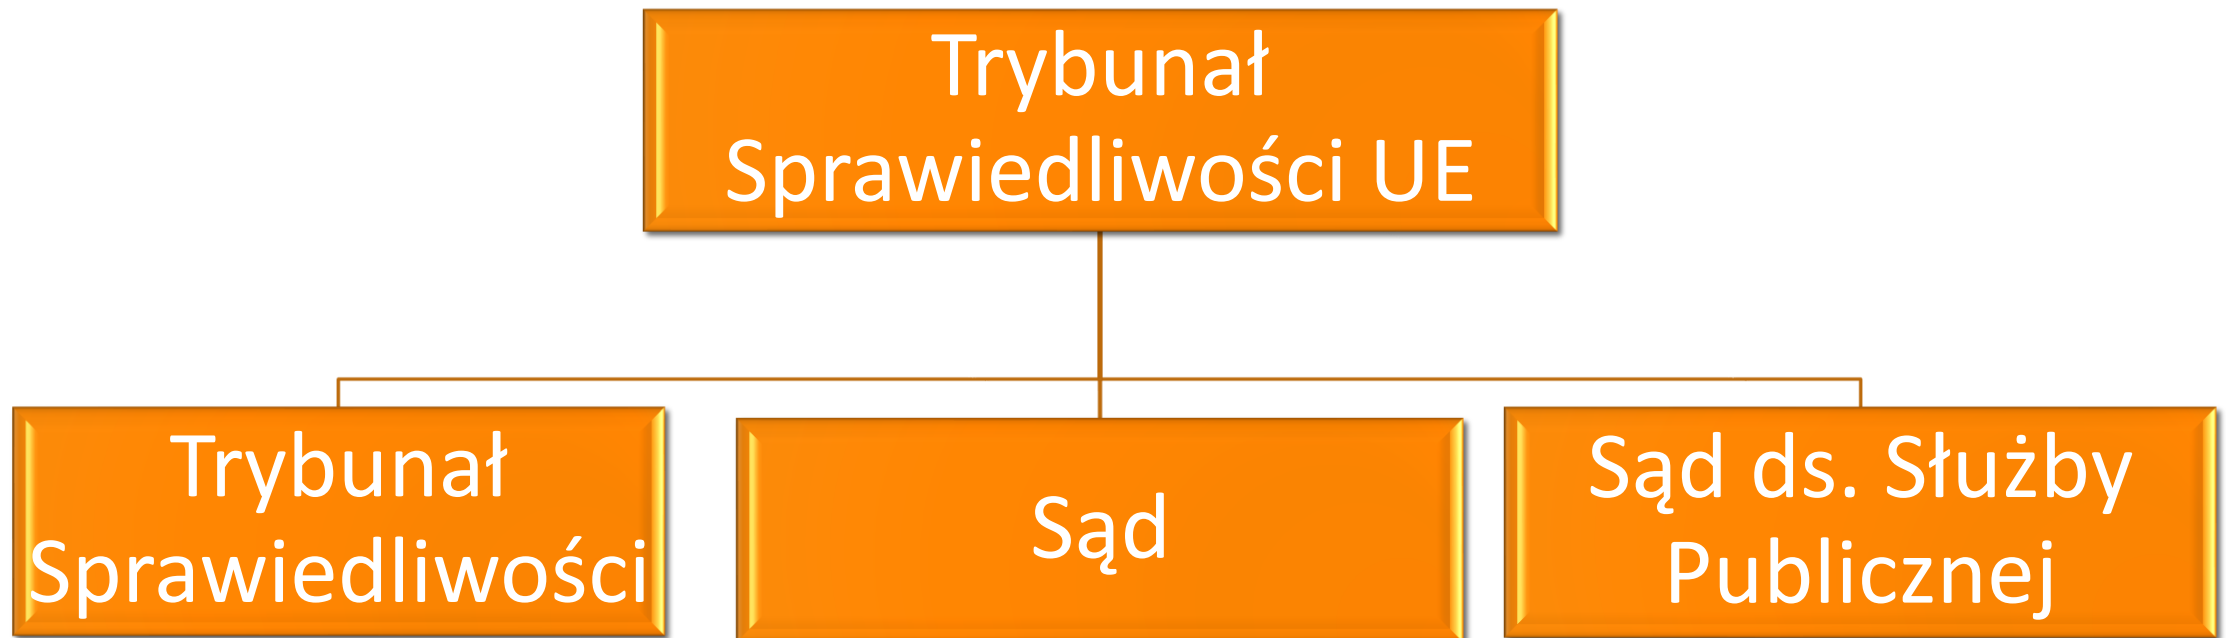 Trybunał
Sprawiedliwości UE
Trybunał
Sprawiedliwości
Sąd
Sąd ds. Służby
Publicznej